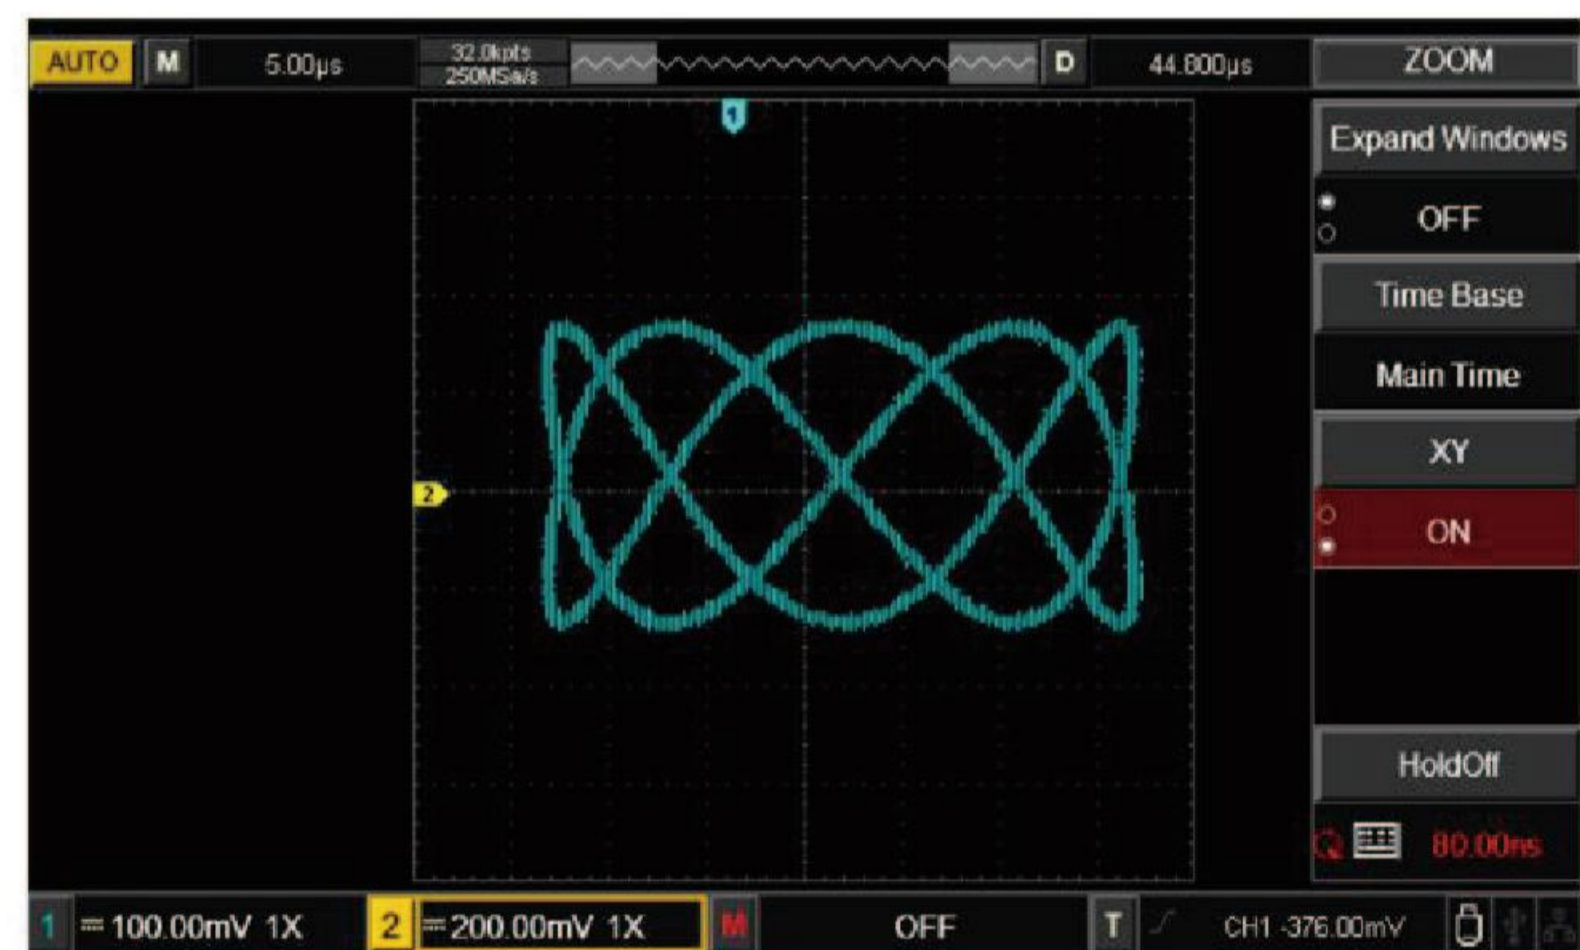 AUTO M 5.00μs 32.0kpts D 44.800μs ZOOM
250MSa/s
1
Expand Windows
OFF
Time Base
Main Time
XY
2
ON
HoldOff
80.00ns
1 100.00mV 1X 2 200.00mV 1X M OFF T CH1 -376.00mV